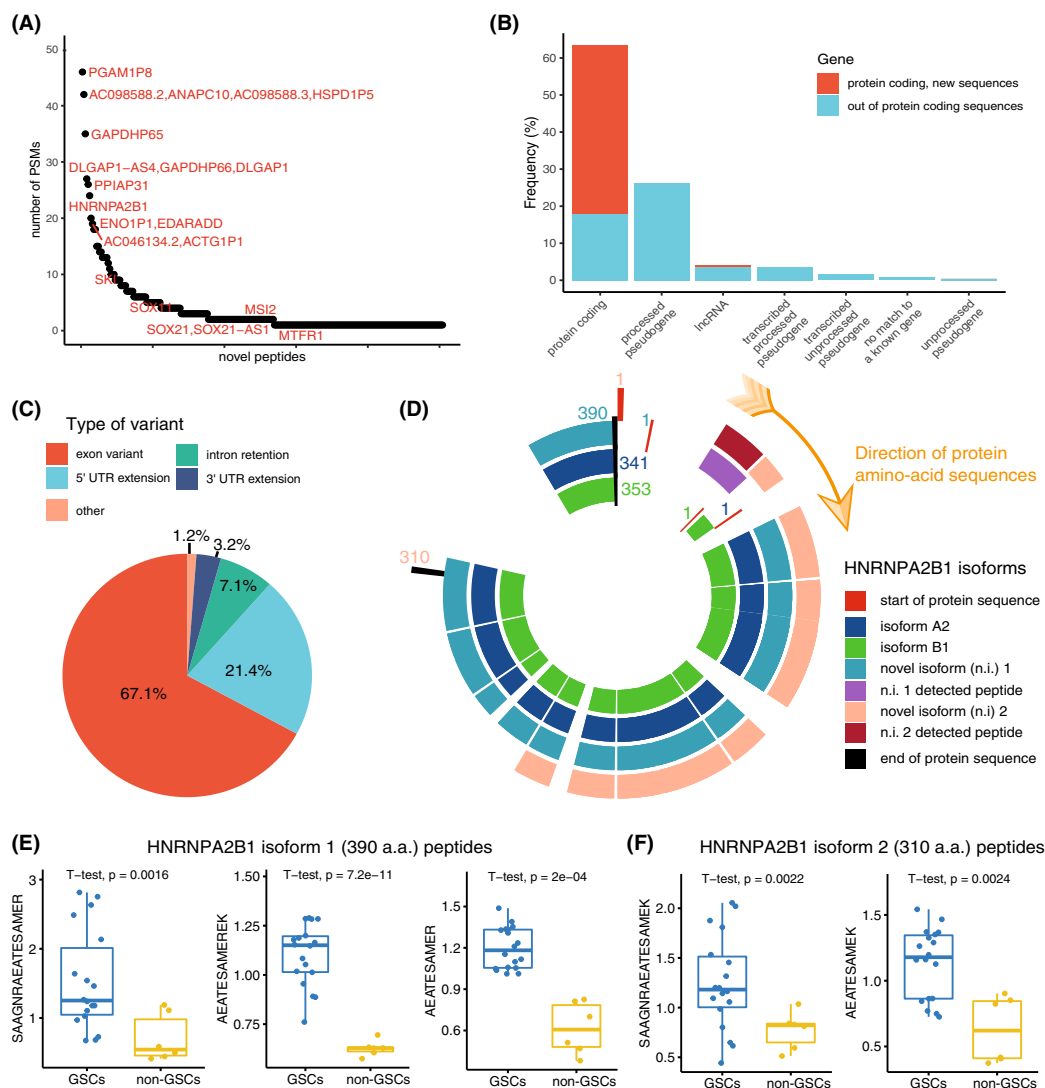 (A)
50
40
30
20
10
0
number of PSMs
PGAM1P8
AC098588.2,ANAPC10,AC098588.3,HSPD1P5
GAPDHP65
DLGAP1−AS4,GAPDHP66,DLGAP1
PPIAP31
HNRNPA2B1
ENO1P1,EDARADD
AC046134.2,ACTG1P1
SKI
SOX11
MSI2
SOX21,SOX21−AS1
MTFR1
novel peptides
(B)
60
50
40
30
20
10
0
Frequency (%)
Gene
protein coding, new sequences
out of protein coding sequences
protein coding
processed
pseudogene
lncRNA
transcribed
processed
pseudogene
transcribed
unprocessed
pseudogene
no match to
a known gene
unprocessed
pseudogene
(C)
Type of variant
exon variant
intron retention
5' UTR extension
3' UTR extension
other
1.2%
3.2%
7.1%
21.4%
67.1%
(D)
1
390
1
341
353
1
1
310
Direction of protein
amino-acid sequences
HNRNPA2B1 isoforms
start of protein sequence
isoform A2
isoform B1
novel isoform (n.i.) 1
n.i. 1 detected peptide
novel isoform (n.i) 2
n.i. 2 detected peptide
end of protein sequence
(E)
HNRNPA2B1 isoform 1 (390 a.a.) peptides
T−test, p = 0.0016
SAAGNRAEATESAMER
3
2
1
GSCs
non-GSCs
T−test, p = 7.2e−11
AEATESAMEREK
1.25
1.00
0.75
GSCs
non-GSCs
T−test, p = 2e−04
AEATESAMER
1.5
1.2
0.9
0.6
GSCs
non-GSCs
(F)
HNRNPA2B1 isoform 2 (310 a.a.) peptides
T−test, p = 0.0022
SAAGNRAEATESAMEK
2.0
1.5
1.0
0.5
GSCs
non-GSCs
T−test, p = 0.0024
AEATESAMEK
1.5
1.0
0.5
GSCs
non-GSCs